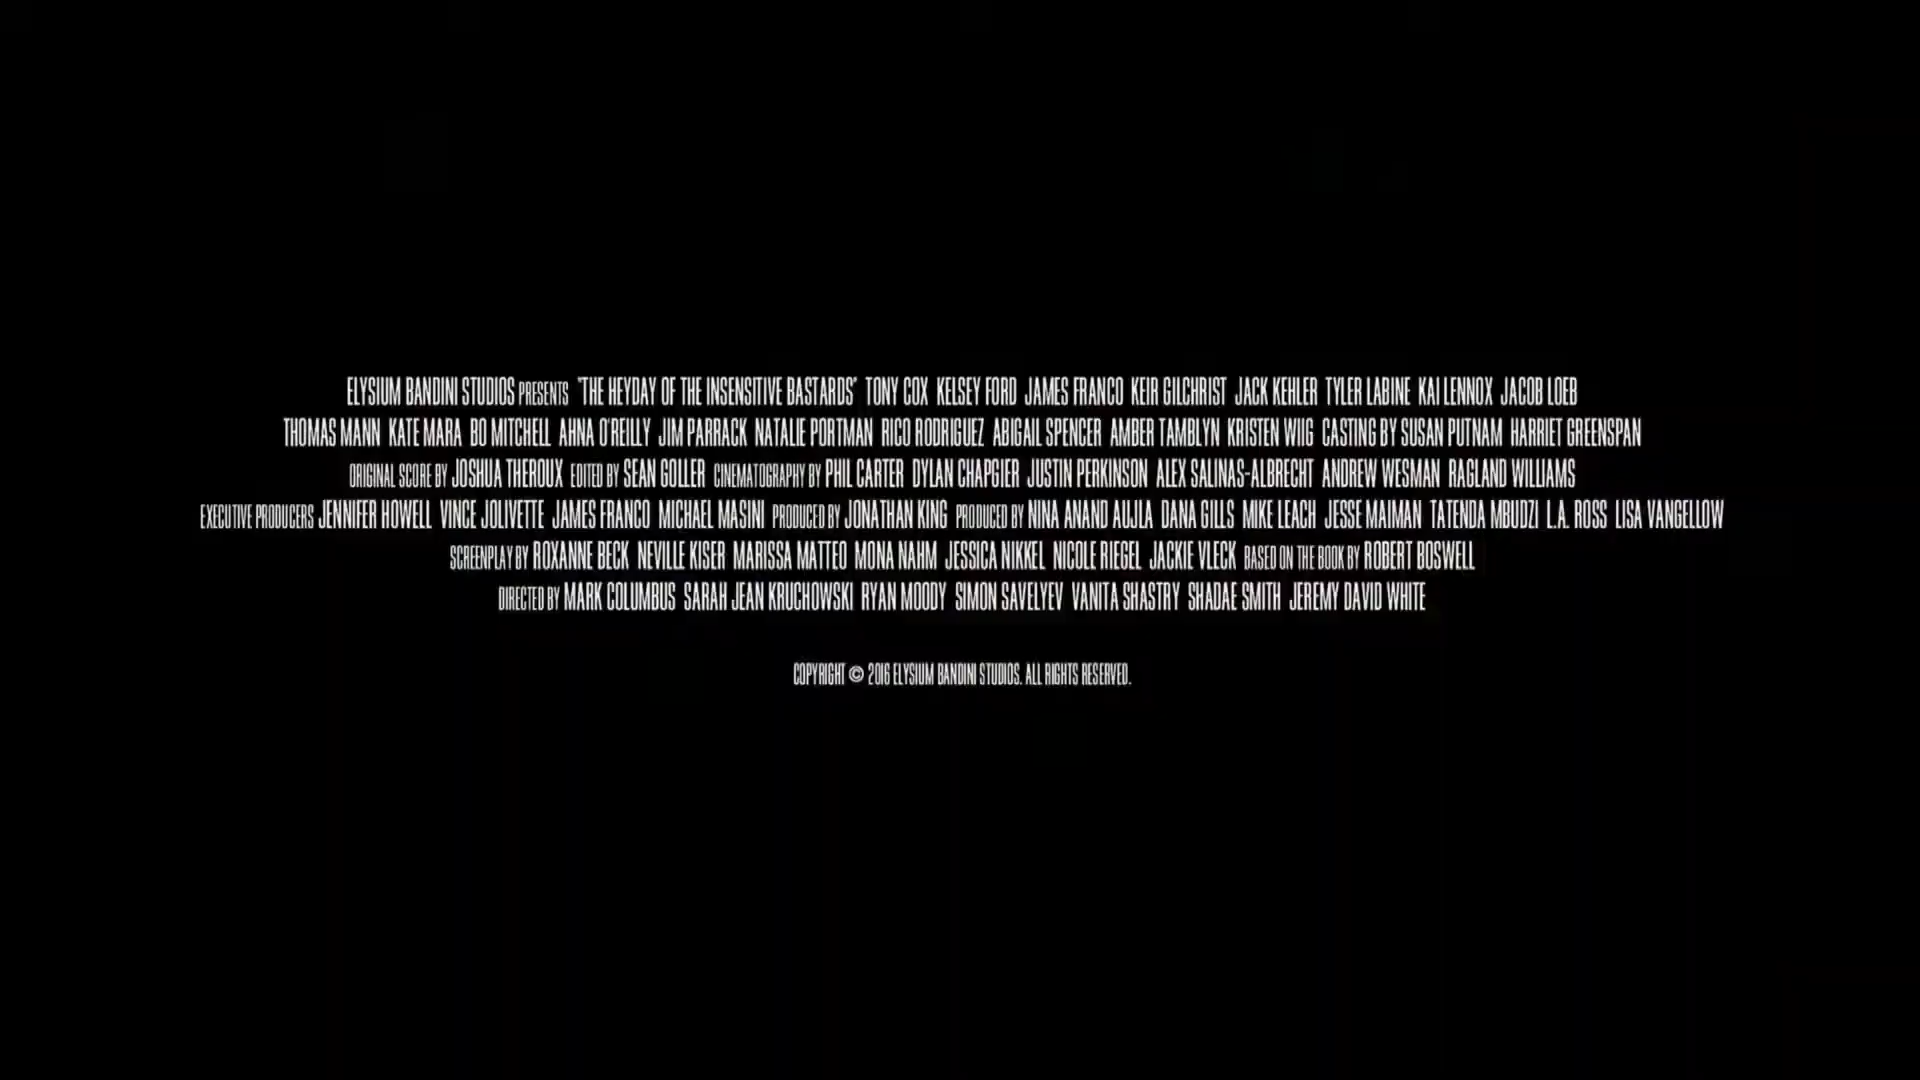 ELYSIUM BANDINI STUDIOS PRESENTS "THE HEYDAY OF THE INSENSITIVE BASTARDS" TONY COX KELSEY FORD JAMES FRANCO KEIR GILCHRIST JACK KEHLER TYLER LABINE KAI LENNOX JACOB LOEB
THOMAS MANN KATE MARA BO MITCHELL AHNA O'REILLY JIM PARRACK NATALIE PORTMAN RICO RODRIGUEZ ABIGAIL SPENCER AMBER TAMBLYN KRISTEN WIIG CASTING BY SUSAN PUTNAM HARRIET GREENSPAN
ORIGINAL SCORE BY JOSHUA THEROUX EDITED BY SEAN GOLLER CINEMATOGRAPHY BY PHIL CARTER DYLAN CHAPGIER JUSTIN PERKINSON ALEX SALINAS-ALBRECHT ANDREW WESMAN RAGLAND WILLIAMS
EXECUTIVE PRODUCERS JENNIFER HOWELL VINCE JOLIVETTE JAMES FRANCO MICHAEL MASINI PRODUCED BY JONATHAN KING PRODUCED BY NINA ANAND AUJLA DANA GILLS MIKE LEACH JESSE MAIMAN TATENDA MBUDZI L.A. ROSS LISA VANGELLOW
SCREENPLAY BY ROXANNE BECK NEVILLE KISER MARISSA MATTEO MONA NAHM JESSICA NIKKEL NICOLE RIEGEL JACKIE VLECK BASED ON THE BOOK BY ROBERT BOSWELL
DIRECTED BY MARK COLUMBUS SARAH JEAN KRUCHOWSKI RYAN MOODY SIMON SAVELYEV VANITA SHASTRY SHADAE SMITH JEREMY DAVID WHITE
COPYRIGHT © 2016 ELYSIUM BANDINI STUDIOS. ALL RIGHTS RESERVED.